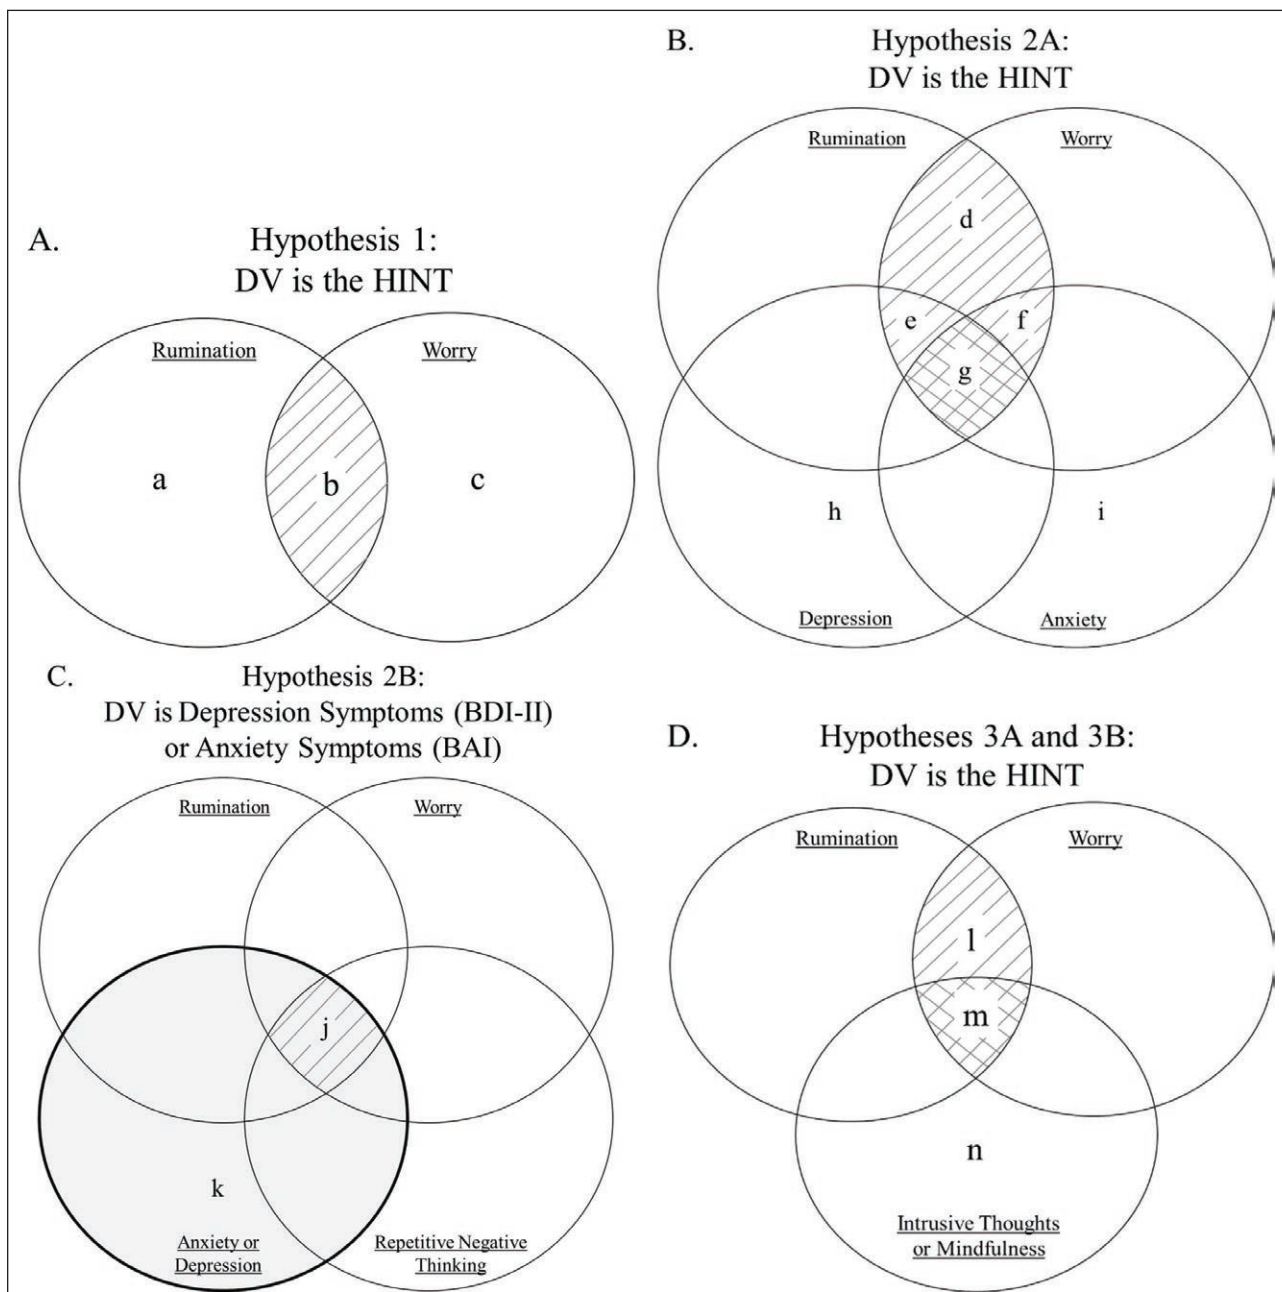 A.
Hypothesis 1:
DV is the HINT
Rumination
Worry
a
b
c
B.
Hypothesis 2A:
DV is the HINT
Rumination
Worry
d
e
f
g
h
i
Depression
Anxiety
C.
Hypothesis 2B:
DV is Depression Symptoms (BDI-II)
or Anxiety Symptoms (BAI)
Rumination
Worry
j
k
Anxiety or
Depression
Repetitive Negative
Thinking
D.
Hypotheses 3A and 3B:
DV is the HINT
Rumination
Worry
l
m
n
Intrusive Thoughts
or Mindfulness